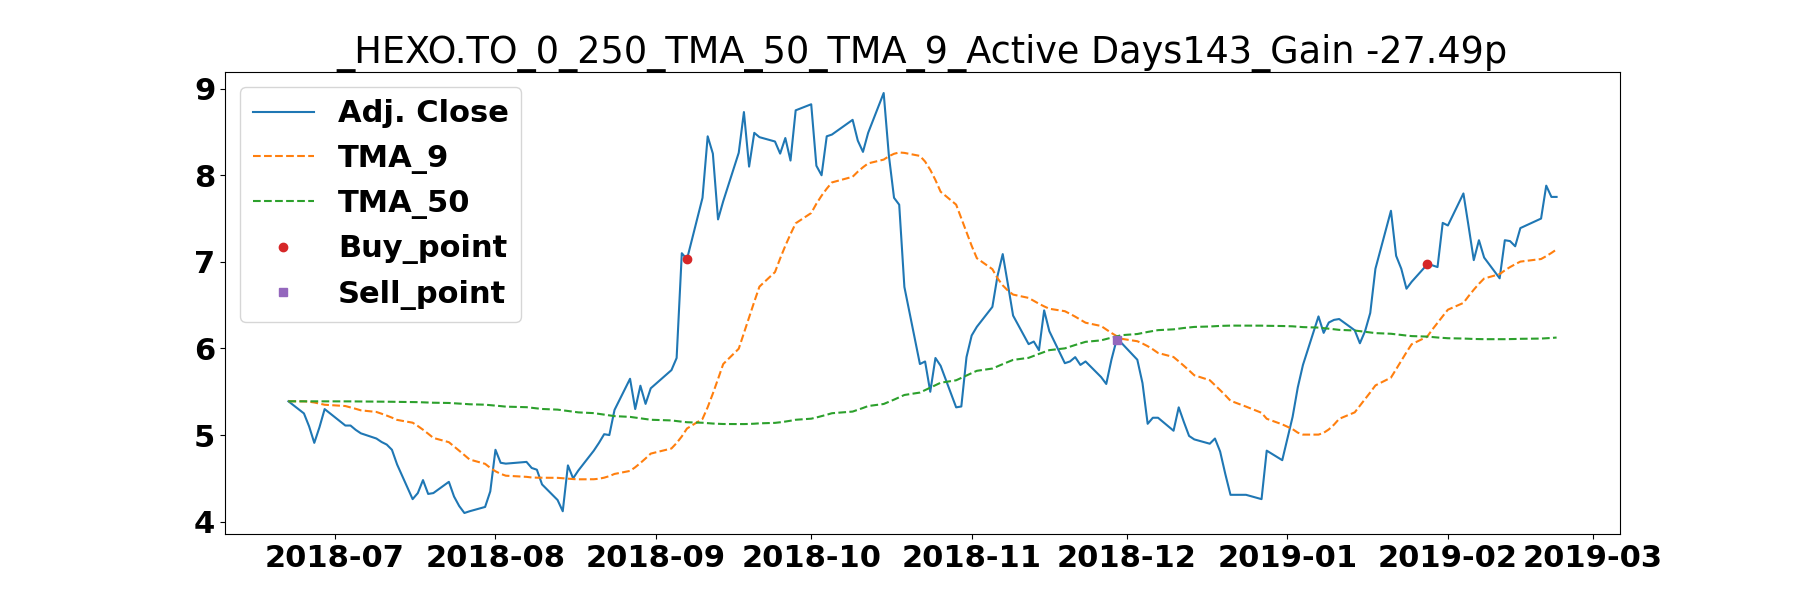 _HEXO.TO_0_250_TMA_50_TMA_9_Active Days143_Gain -27.49p
9
8
7
6
5
4
Adj. Close
TMA_9
TMA_50
Buy_point
Sell_point
2018-07 2018-08 2018-09 2018-10 2018-11 2018-12 2019-01 2019-02 2019-03